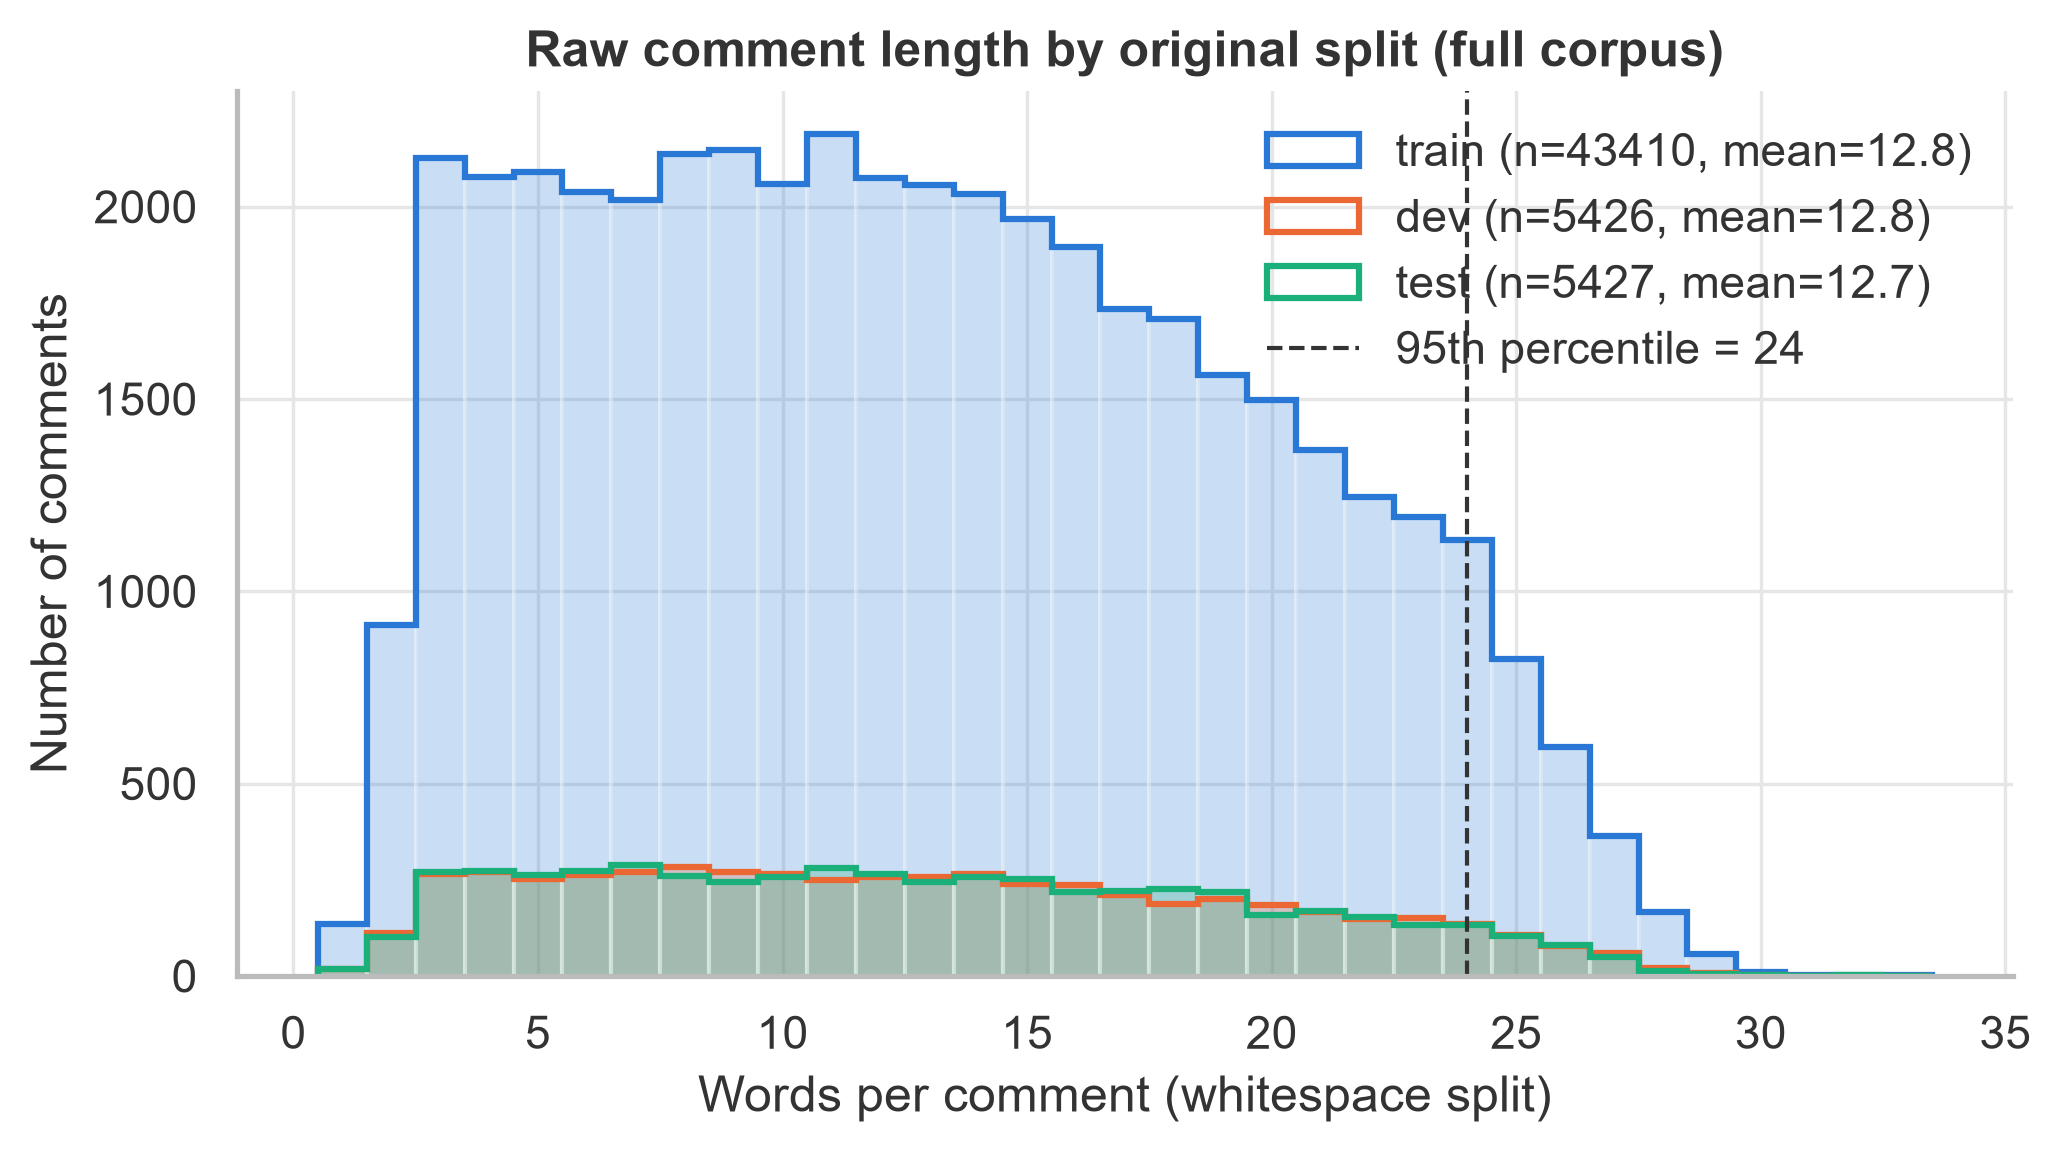 Raw comment length by original split (full corpus)
train (n=43410, mean=12.8)
dev (n=5426, mean=12.8)
test (n=5427, mean=12.7)
95th percentile = 24
Number of comments
2000
1500
1000
500
0
0 5 10 15 20 25 30 35
Words per comment (whitespace split)